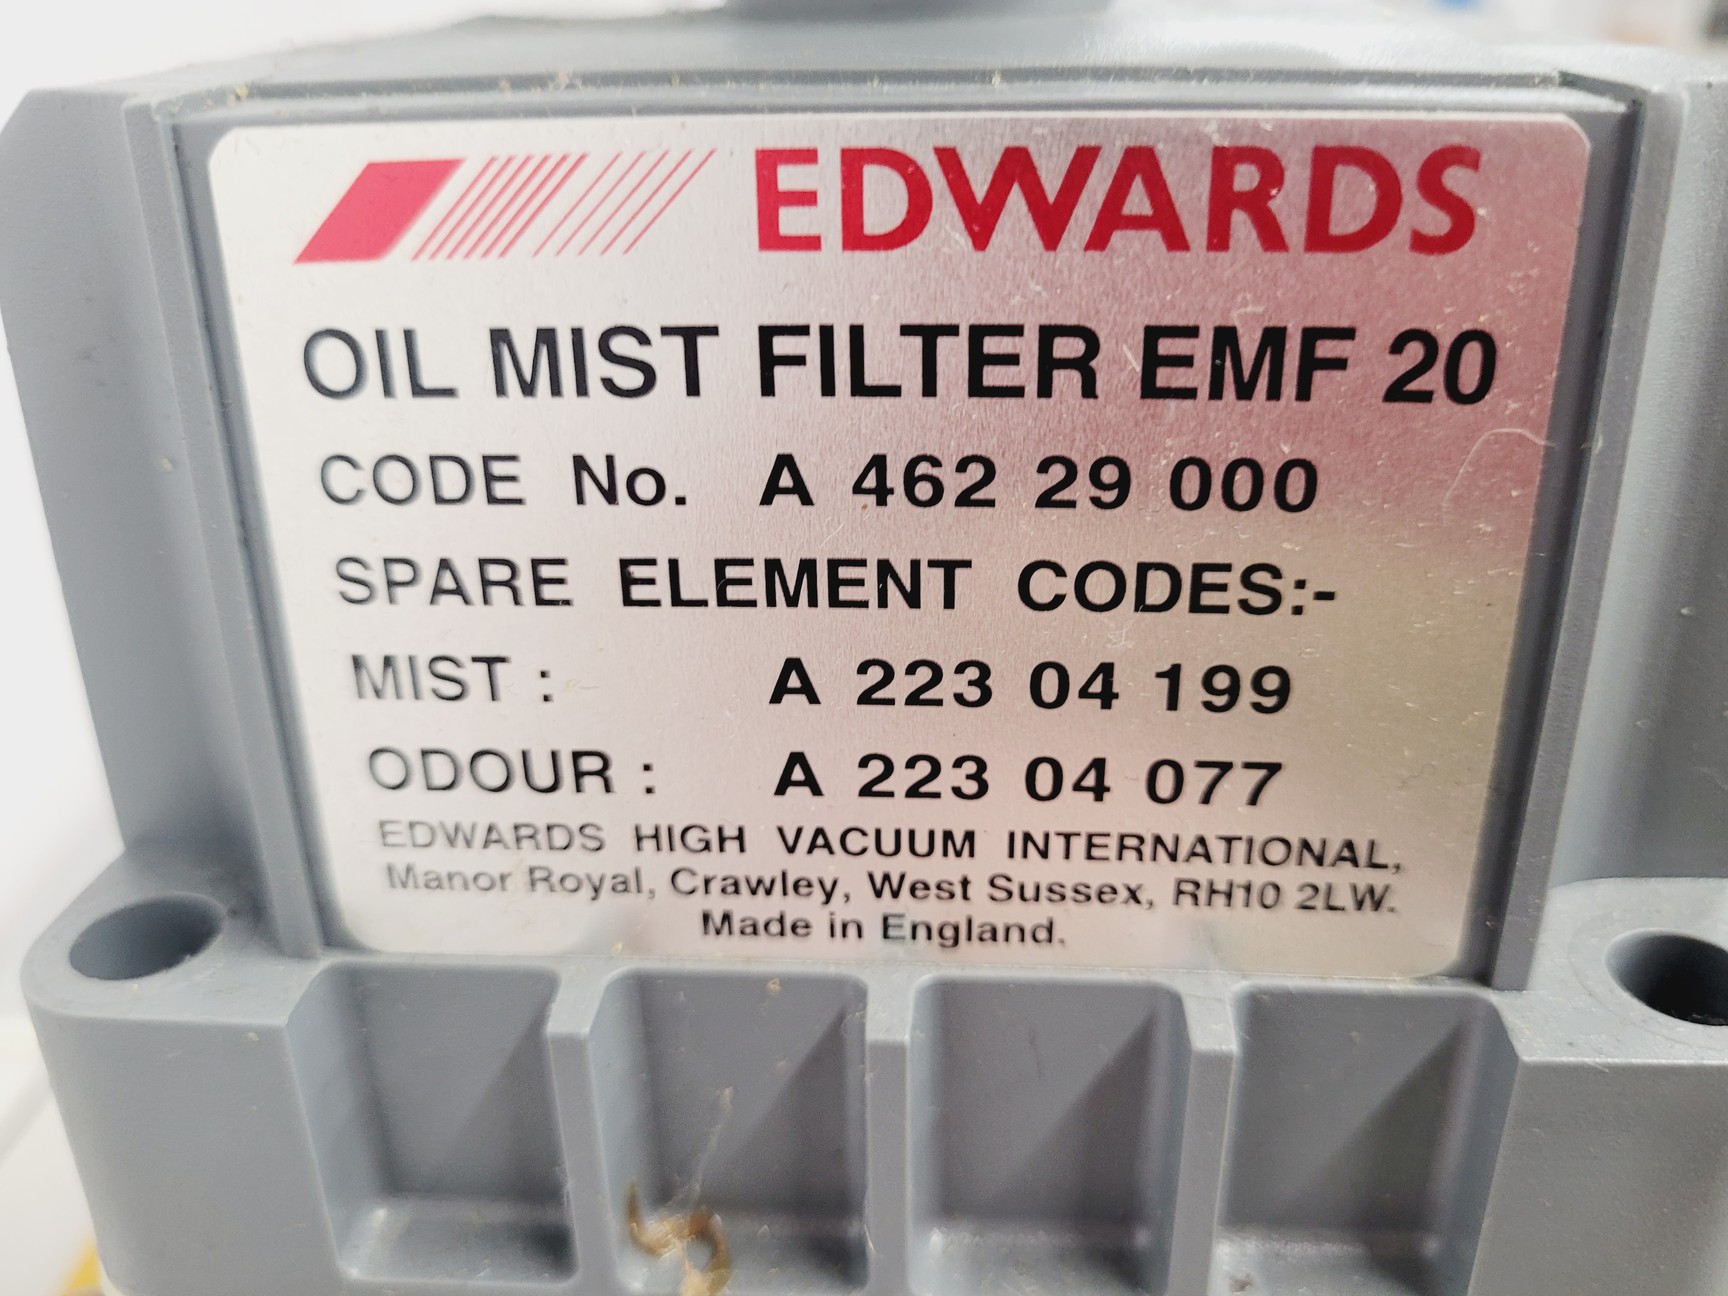 EDWARDS
OIL MIST FILTER EMF 20
CODE No. A 462 29 000
SPARE ELEMENT CODES:-
MIST : A 223 04 199
ODOUR : A 223 04 077
EDWARDS HIGH VACUUM INTERNATIONAL,
Manor Royal, Crawley, West Sussex, RH10 2LW.
Made in England.